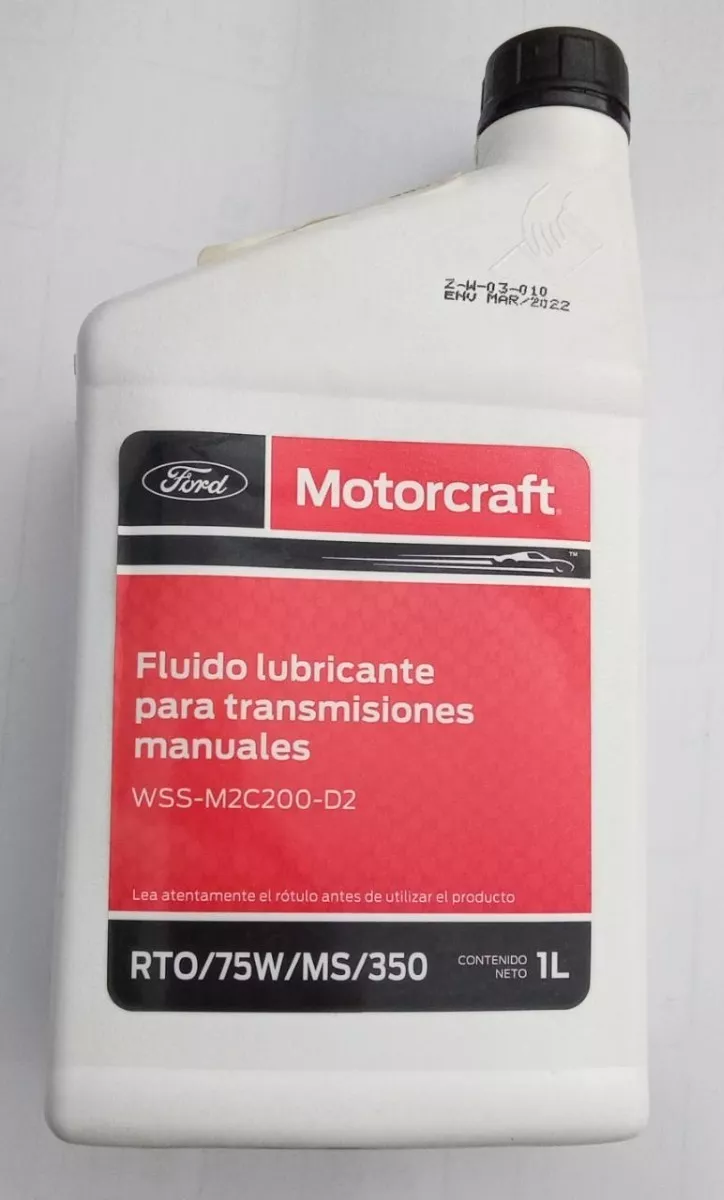 Z-W-03-010
ENV MAR/2022
Ford
Motorcraft
TM
Fluido lubricante
para transmisiones
manuales
WSS-M2C200-D2
Lea atentamente el rótulo antes de utilizar el producto
RTO/75W/MS/350
CONTENIDO
NETO 1L